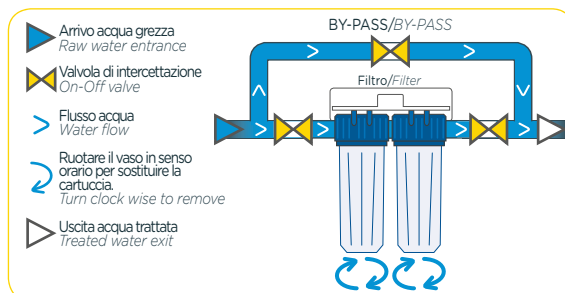 Arrivo acqua grezza
Raw water entrance
Valvola di intercettazione
On-Off valve
Flusso acqua
Water flow
Ruotare il vaso in senso
orario per sostituire la
cartuccia.
Turn clock wise to remove
Uscita acqua trattata
Treated water exit
BY-PASS/BY-PASS
Filtro/Filter